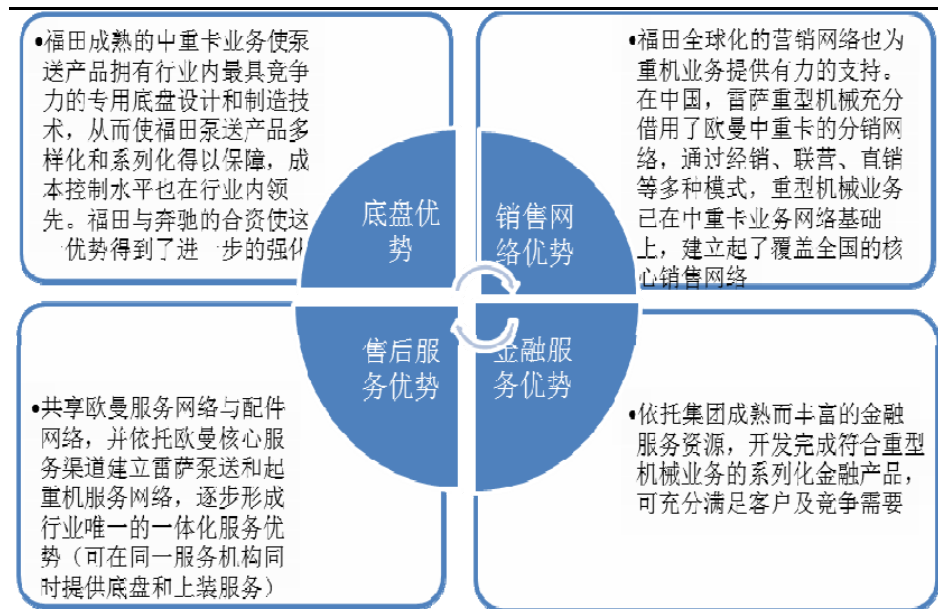 •福田成熟的中重卡业务使泵
送产品拥有行业内最具竞争
力的专用底盘设计和制造技
术，从而使福田泵送产品多
样化和系列化得以保障，成
本控制水平也在行业内领
先。福田与奔驰的合资使这
一优势得到了进一步的强化
•福田全球化的营销网络也为
重机业务提供有力的支持。
在中国，雷萨重型机械充分
借用了欧曼中重卡的分销网
络，通过经销、联营、直销
等多种模式，重型机械业务
已在中重卡业务网络基础
上，建立起了覆盖全国的核
心销售网络
底盘优
势
销售网
络优势
售后服
务优势
金融服
务优势
•共享欧曼服务网络与配件
网络，并依托欧曼核心服
务渠道建立雷萨泵送和起
重机服务网络，逐步形成
行业唯一的一体化服务优
势（可在同一服务机构同
时提供底盘和上装服务）
•依托集团成熟而丰富的金融
服务资源，开发完成符合重型
机械业务的系列化金融产品，
可充分满足客户及竞争需要